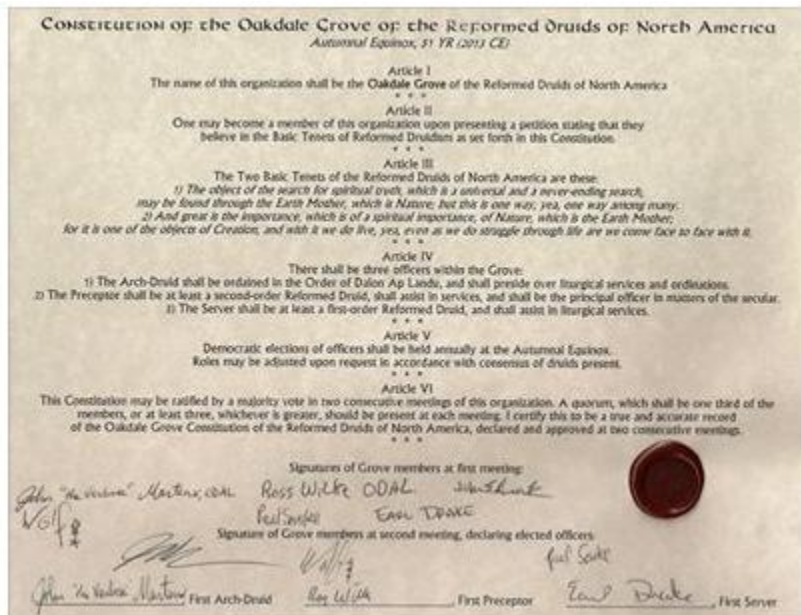 Constitution of the Oakdale Grove of the Reformed Druids of North America
Autumnal Equinox, 51 YR (2013 CE)
Article I
The name of this organization shall be the Oakdale Grove of the Reformed Druids of North America
* * *
Article II
One may become a member of this organization upon presenting a petition stating that they
believe in the Basic Tenets of Reformed Druidism as set forth in this Constitution.
* * *
Article III
The Two Basic Tenets of the Reformed Druids of North America are these:
1) The object of the search for spiritual truth, which is a universal and a never-ending search,
may be found through the Earth Mother, which is Nature; but this is one way, yea, one way among many.
2) And great is the importance, which is of a spiritual importance, of Nature, which is the Earth Mother;
for it is one of the objects of Creation, and with it we do live, yea, even as we do struggle through life are we come face to face with it.
* * *
Article IV
There shall be three officers within the Grove:
1) The Arch-Druid shall be ordained in the Order of Dalon Ap Landu, and shall preside over liturgical services and ordinations.
2) The Preceptor shall be at least a second-order Reformed Druid, shall assist in services, and shall be the principal officer in matters of the secular.
3) The Server shall be at least a first-order Reformed Druid, and shall assist in liturgical services.
* * *
Article V
Democratic elections of officers shall be held annually at the Autumnal Equinox.
Roles may be adjusted upon request in accordance with consensus of druids present.
* * *
Article VI
This Constitution may be ratified by a majority vote in two consecutive meetings of this organization. A quorum, which shall be one third of the
members, or at least three, whichever is greater, should be present at each meeting. I certify this to be a true and accurate record
of the Oakdale Grove Constitution of the Reformed Druids of North America, declared and approved at two consecutive meetings.
* * *
Signatures of Grove members at first meeting:
John "the Verbose" Martens, ODAL Ross Wilke ODAL
EARL DRAKE
Signature of Grove members at second meeting, declaring elected officers:
John "the Verbose" Martens, First Arch-Druid , First Preceptor Earl Drake, First Server